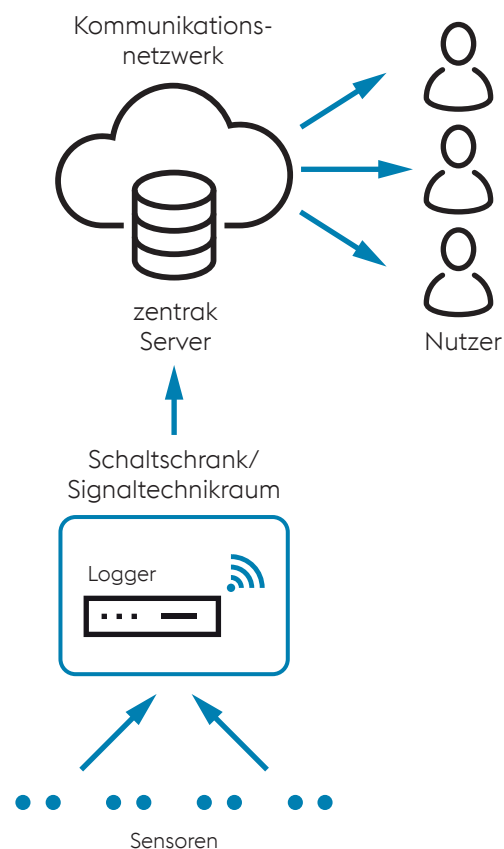 Kommunikations-
netzwerk
zentrak
Server
Nutzer
Schaltschrank/
Signaltechnikraum
Logger
Sensoren